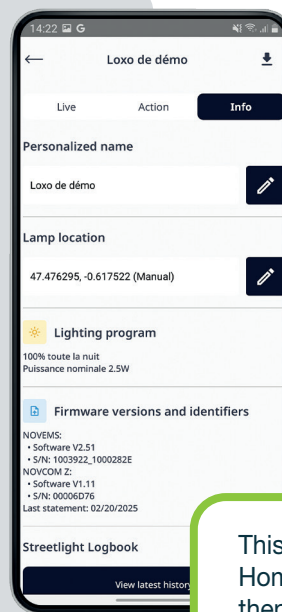 14:22 G
Loxo de démo
Live Action Info
Personalized name
Loxo de démo
Lamp location
47.476295, -0.617522 (Manual)
Lighting program
100% toute la nuit
Puissance nominale 2.5W
Firmware versions and identifiers
NOVEMS:
• Software V2.51
• S/N: 1003922_1000282E
NOVCOM Z:
• Software V1.11
• S/N: 00006D76
Last statement: 02/20/2025
Streetlight Logbook
View latest history
This
Hom
then